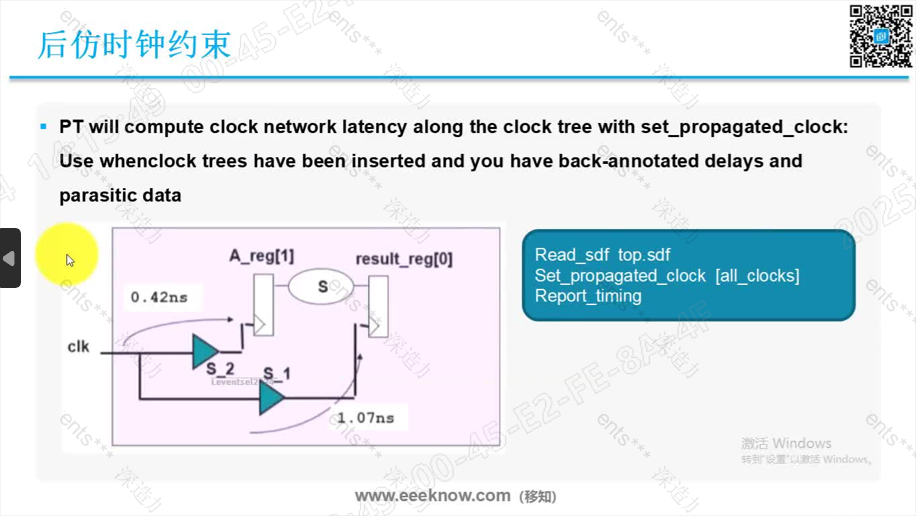 后仿时钟约束
PT will compute clock network latency along the clock tree with set_propagated_clock:
Use whenclock trees have been inserted and you have back-annotated delays and
parasitic data
A_reg[1]
result_reg[0]
S
0.42ns
clk
S_2
S_1
1.07ns
Read_sdf top.sdf
Set_propagated_clock [all_clocks]
Report_timing
激活 Windows
转到"设置"以激活 Windows。
www.eeeknow.com（移知）